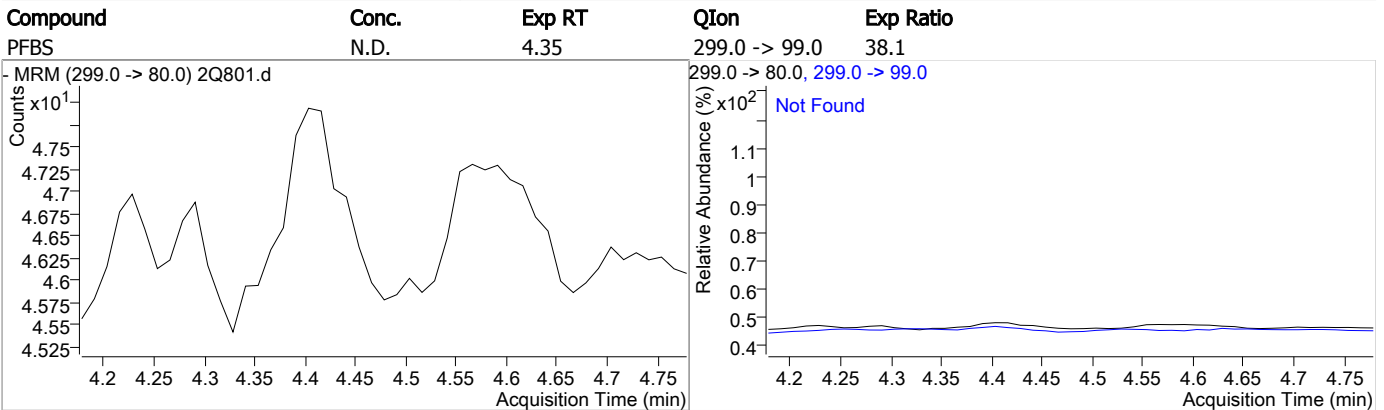 Compound Conc. Exp RT QIon Exp Ratio
PFBS N.D. 4.35 299.0 -> 99.0 38.1
- MRM (299.0 -> 80.0) 2Q801.d
Counts
x10 1
4.75
4.725
4.7
4.675
4.65
4.625
4.6
4.575
4.55
4.525
4.2 4.25 4.3 4.35 4.4 4.45 4.5 4.55 4.6 4.65 4.7 4.75
Acquisition Time (min)
299.0 -> 80.0, 299.0 -> 99.0
Relative Abundance (%)
x10 2
Not Found
1.1
1
0.9
0.8
0.7
0.6
0.5
0.4
4.2 4.25 4.3 4.35 4.4 4.45 4.5 4.55 4.6 4.65 4.7 4.75
Acquisition Time (min)